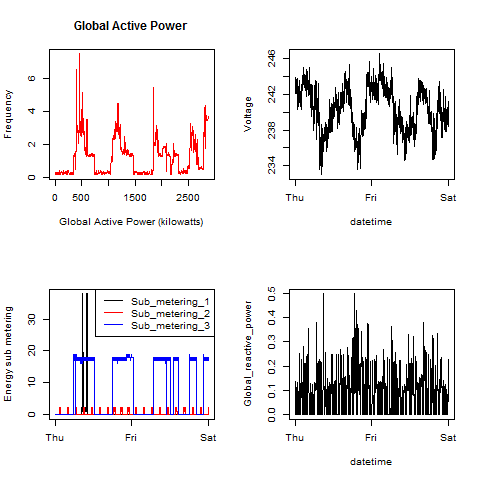 Global Active Power
Frequency
0 2 4 6
0 500 1500 2500
Global Active Power (kilowatts)
Voltage
234 238 242 246
Thu Fri Sat
datetime
Energy sub metering
0 10 20 30
Sub_metering_1
Sub_metering_2
Sub_metering_3
Thu Fri Sat
Global_reactive_power
0.0 0.1 0.2 0.3 0.4 0.5
Thu Fri Sat
datetime